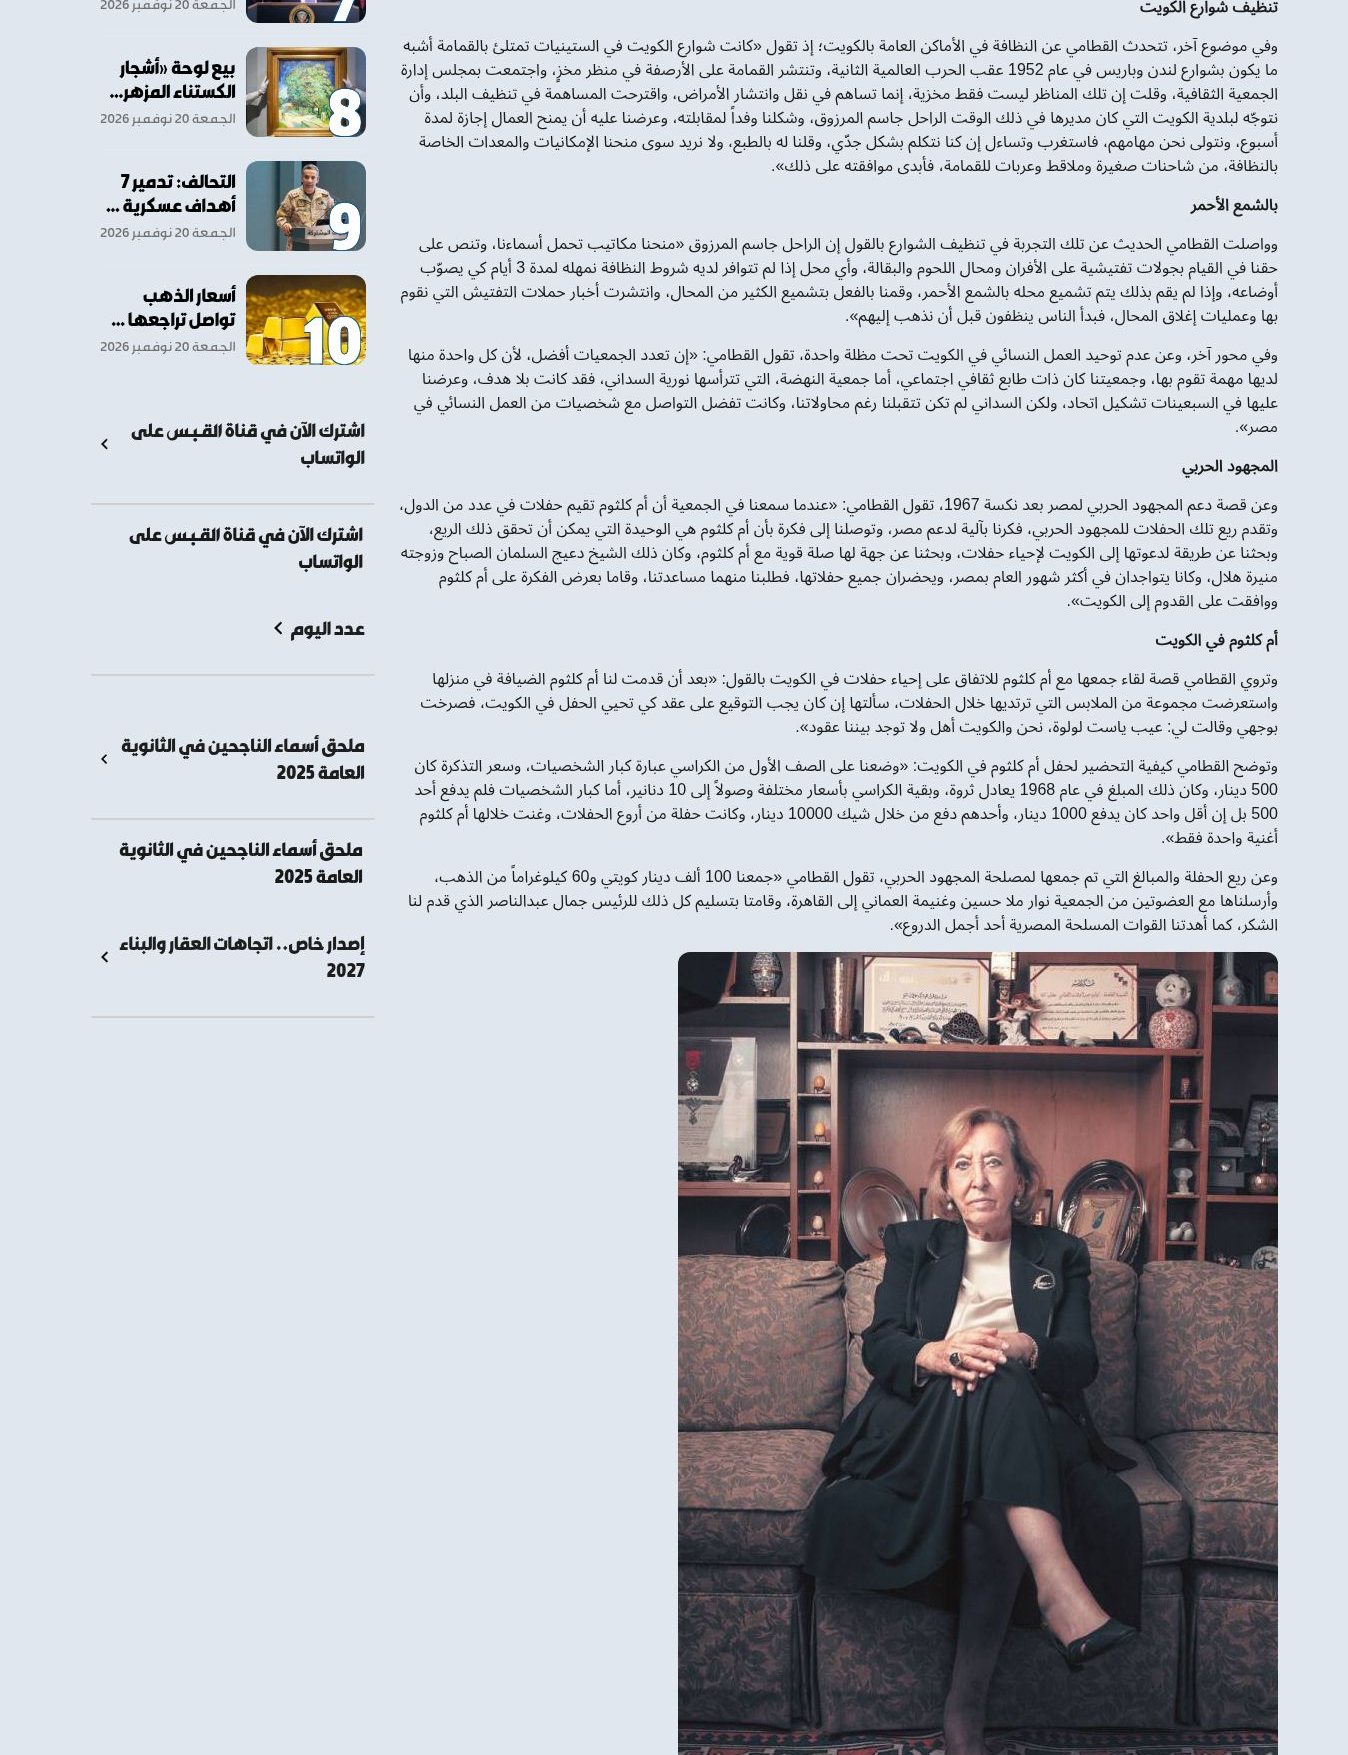 تنظيف شوارع الكويت
وفي موضوع آخر، تتحدث القطامي عن النظافة في الأماكن العامة بالكويت؛ إذ تقول «كانت شوارع الكويت في الستينيات تمتلئ بالقمامة أشبه
ما يكون بشوارع لندن وباريس في عام 1952 عقب الحرب العالمية الثانية، وتنتشر القمامة على الأرصفة في منظر مخزٍ، واجتمعت بمجلس إدارة
الجمعية الثقافية، وقلت إن تلك المناظر ليست فقط مخزية، إنما تساهم في نقل وانتشار الأمراض، واقترحت المساهمة في تنظيف البلد، وأن
نتوجّه لبلدية الكويت التي كان مديرها في ذلك الوقت الراحل جاسم المرزوق، وشكلنا وفداً لمقابلته، وعرضنا عليه أن يمنح العمال إجازة لمدة
أسبوع، ونتولى نحن مهامهم، فاستغرب وتساءل إن كنا نتكلم بشكل جدّي، وقلنا له بالطبع، ولا نريد سوى منحنا الإمكانيات والمعدات الخاصة
بالنظافة، من شاحنات صغيرة وملاقط وعربات للقمامة، فأبدى موافقته على ذلك».
بالشمع الأحمر
وواصلت القطامي الحديث عن تلك التجربة في تنظيف الشوارع بالقول إن الراحل جاسم المرزوق «منحنا مكاتيب تحمل أسماءنا، وتنص على
حقنا في القيام بجولات تفتيشية على الأفران ومحال اللحوم والبقالة، وأي محل إذا لم تتوافر لديه شروط النظافة نمهله لمدة 3 أيام كي يصوّب
أوضاعه، وإذا لم يقم بذلك يتم تشميع محله بالشمع الأحمر، وقمنا بالفعل بتشميع الكثير من المحال، وانتشرت أخبار حملات التفتيش التي نقوم
بها وعمليات إغلاق المحال، فبدأ الناس ينظفون قبل أن نذهب إليهم».
وفي محور آخر، وعن عدم توحيد العمل النسائي في الكويت تحت مظلة واحدة، تقول القطامي: «إن تعدد الجمعيات أفضل، لأن كل واحدة منها
لديها مهمة تقوم بها، وجمعيتنا كان ذات طابع ثقافي اجتماعي، أما جمعية النهضة، التي تترأسها نورية السداني، فقد كانت بلا هدف، وعرضنا
عليها في السبعينات تشكيل اتحاد، ولكن السداني لم تكن تتقبلنا رغم محاولاتنا، وكانت تفضل التواصل مع شخصيات من العمل النسائي في
مصر».
المجهود الحربي
وعن قصة دعم المجهود الحربي لمصر بعد نكسة 1967، تقول القطامي: «عندما سمعنا في الجمعية أن أم كلثوم تقيم حفلات في عدد من الدول،
وتقدم ريع تلك الحفلات للمجهود الحربي، فكرنا بآلية لدعم مصر، وتوصلنا إلى فكرة بأن أم كلثوم هي الوحيدة التي يمكن أن تحقق ذلك الريع،
وبحثنا عن طريقة لدعوتها إلى الكويت لإحياء حفلات، وبحثنا عن جهة لها صلة قوية مع أم كلثوم، وكان ذلك الشيخ دعيج السلمان الصباح وزوجته
منيرة هلال، وكانا يتواجدان في أكثر شهور العام بمصر، ويحضران جميع حفلاتها، فطلبنا منهما مساعدتنا، وقاما بعرض الفكرة على أم كلثوم
ووافقت على القدوم إلى الكويت».
أم كلثوم في الكويت
وتروي القطامي قصة لقاء جمعها مع أم كلثوم للاتفاق على إحياء حفلات في الكويت بالقول: «بعد أن قدمت لنا أم كلثوم الضيافة في منزلها
واستعرضت مجموعة من الملابس التي ترتديها خلال الحفلات، سألتها إن كان يجب التوقيع على عقد كي تحيي الحفل في الكويت، فصرخت
بوجهي وقالت لي: عيب ياست لولوة، نحن والكويت أهل ولا توجد بيننا عقود».
وتوضح القطامي كيفية التحضير لحفل أم كلثوم في الكويت: «وضعنا على الصف الأول من الكراسي عبارة كبار الشخصيات، وسعر التذكرة كان
500 دينار، وكان ذلك المبلغ في عام 1968 يعادل ثروة، وبقية الكراسي بأسعار مختلفة وصولاً إلى 10 دنانير، أما كبار الشخصيات فلم يدفع أحد
500 بل إن أقل واحد كان يدفع 1000 دينار، وأحدهم دفع من خلال شيك 10000 دينار، وكانت حفلة من أروع الحفلات، وغنت خلالها أم كلثوم
أغنية واحدة فقط».
وعن ريع الحفلة والمبالغ التي تم جمعها لمصلحة المجهود الحربي، تقول القطامي «جمعنا 100 ألف دينار كويتي و60 كيلوغراماً من الذهب،
وأرسلناها مع العضوتين من الجمعية نوار ملا حسين وغنيمة العماني إلى القاهرة، وقامتا بتسليم كل ذلك للرئيس جمال عبدالناصر الذي قدم لنا
الشكر، كما أهدتنا القوات المسلحة المصرية أحد أجمل الدروع».
7
الجمعة 20 نوفمبر 2026
8
بيع لوحة «أشجار
الكستناء المزهر...
الجمعة 20 نوفمبر 2026
9
التحالف: تدمير 7
أهداف عسكرية ...
الجمعة 20 نوفمبر 2026
10
أسعار الذهب
تواصل تراجعها ...
الجمعة 20 نوفمبر 2026
اشترك الآن في قناة القبس على
الواتساب
اشترك الآن في قناة القبس على
الواتساب
عدد اليوم
ملحق أسماء الناجحين في الثانوية
العامة 2025
ملحق أسماء الناجحين في الثانوية
العامة 2025
إصدار خاص.. اتجاهات العقار والبناء
2027